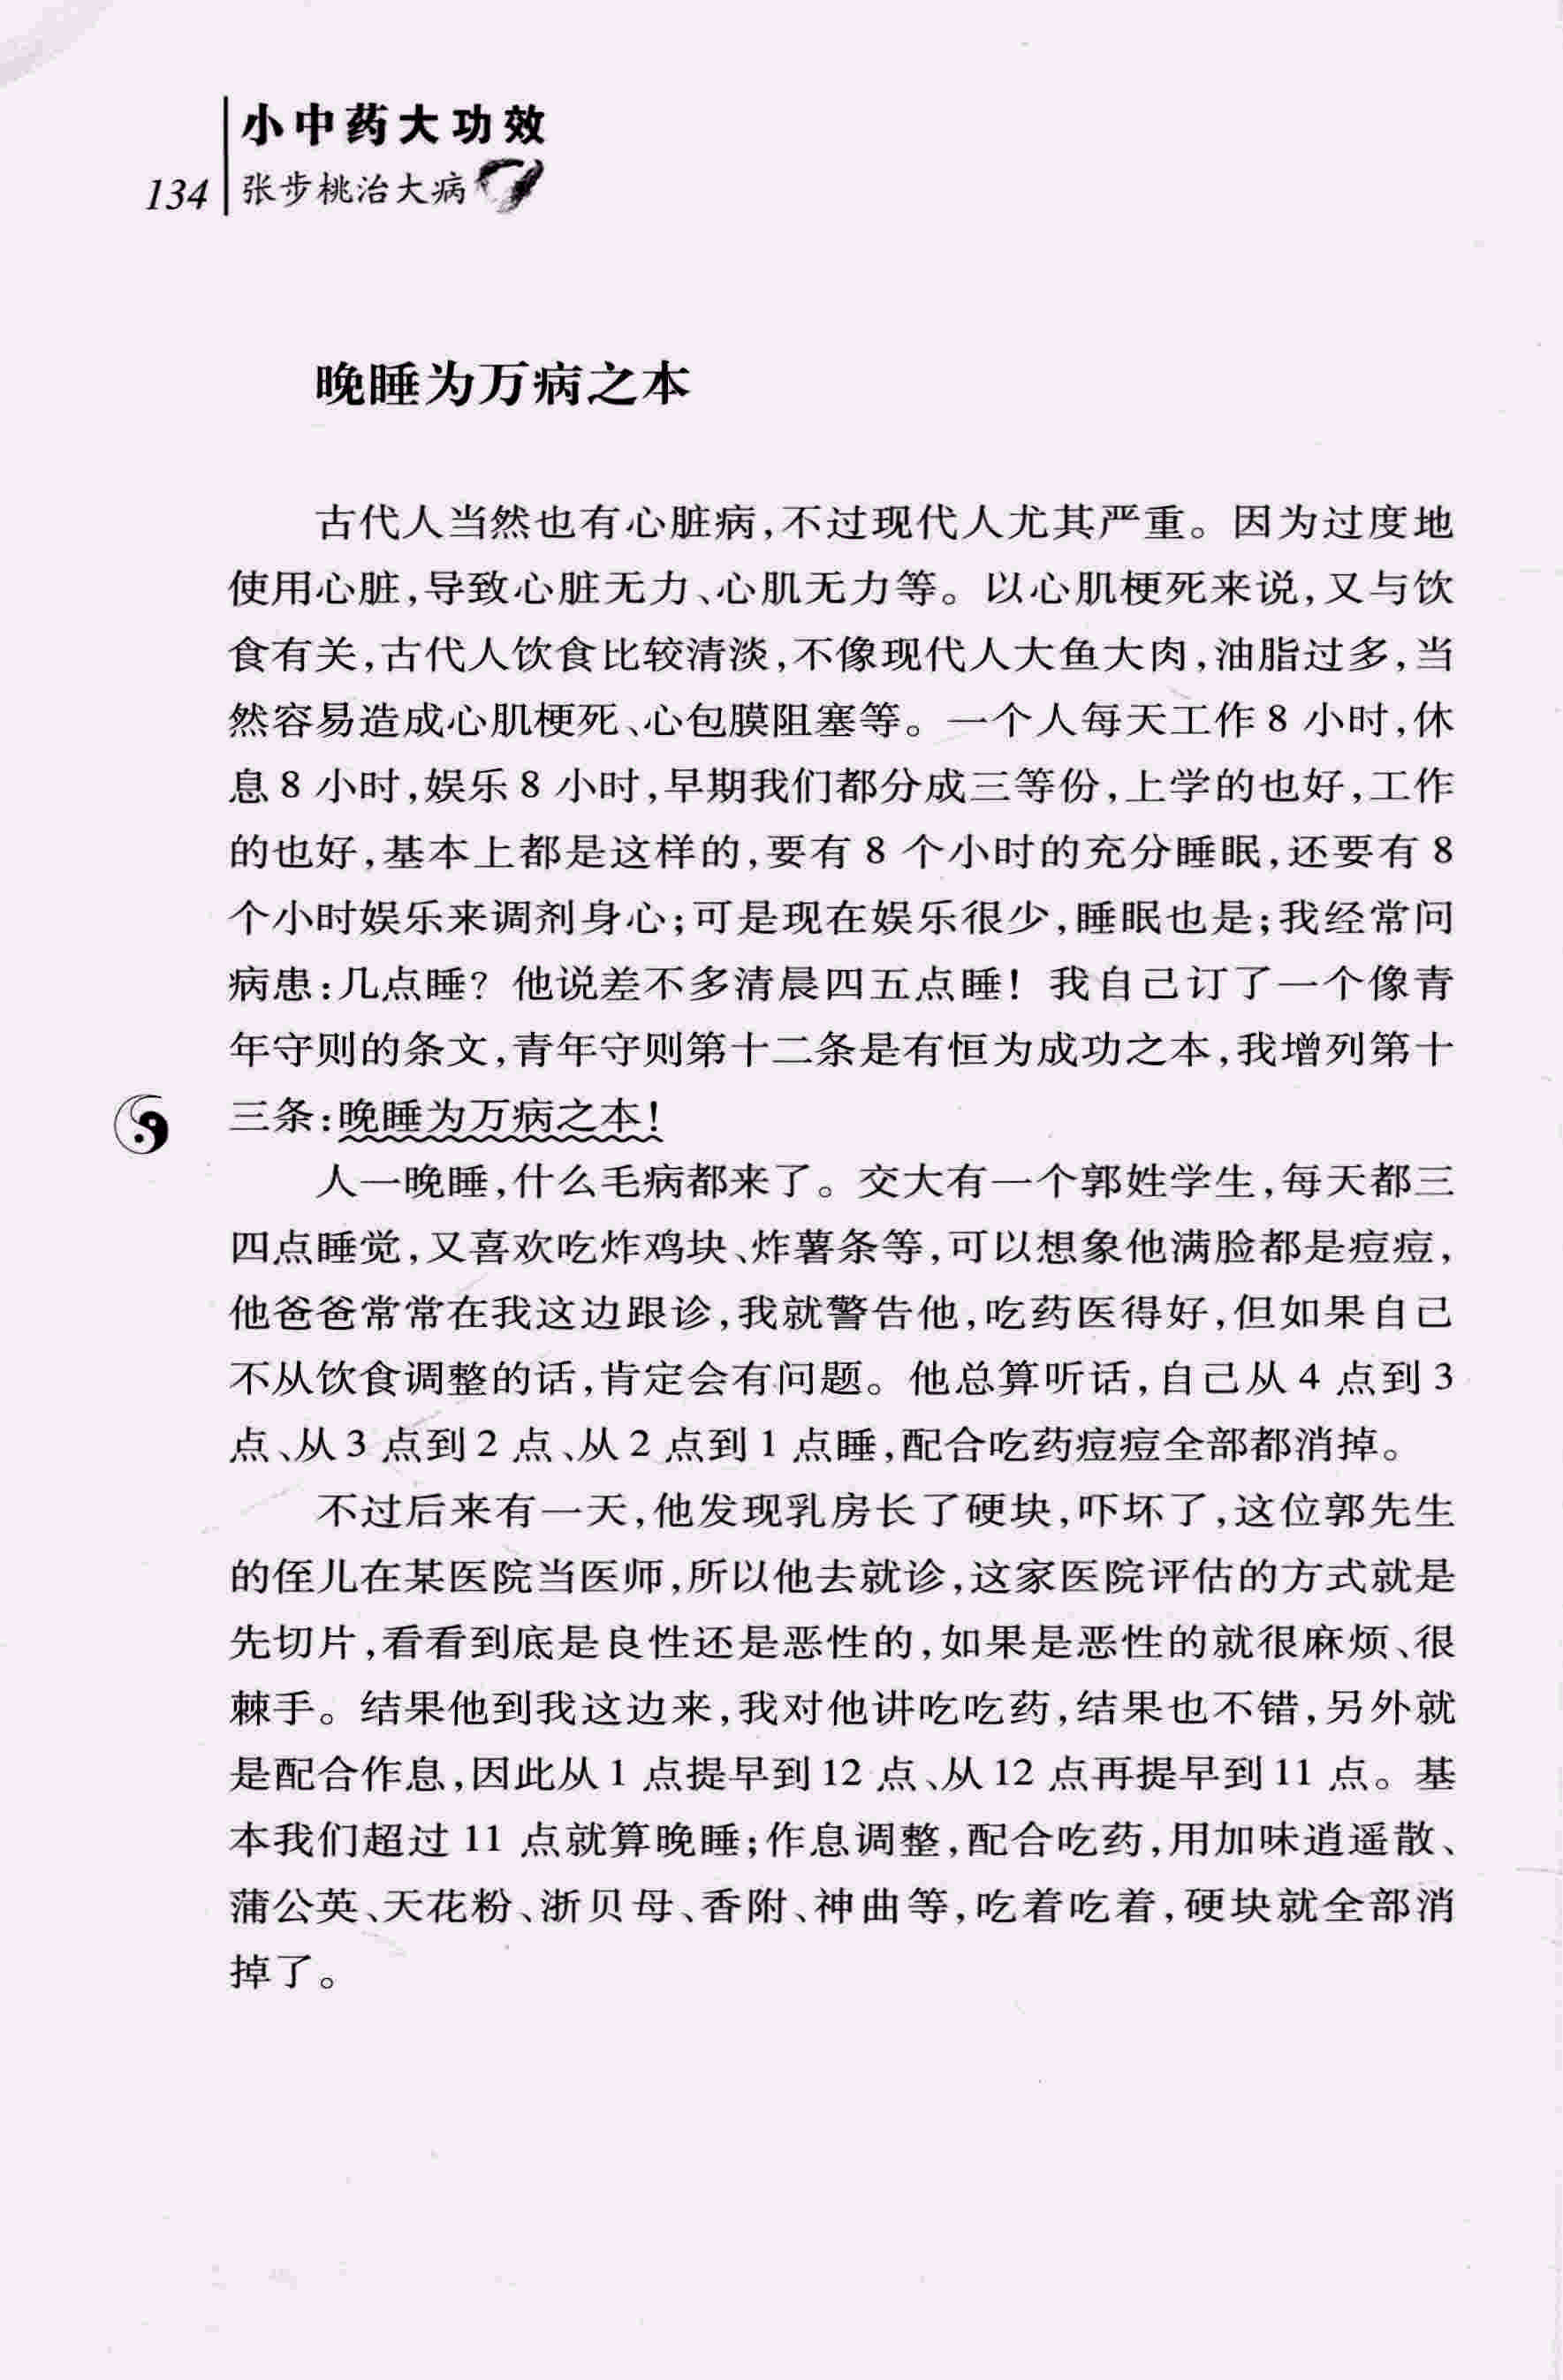 小中药大功效
134 张步桃治大病
晚睡为万病之本
古代人当然也有心脏病,不过现代人尤其严重。因为过度地
使用心脏,导致心脏无力、心肌无力等。以心肌梗死来说,又与饮
食有关,古代人饮食比较清淡,不像现代人大鱼大肉,油脂过多,当
然容易造成心肌梗死、心包膜阻塞等。一个人每天工作8小时,休
息8小时,娱乐8小时,早期我们都分成三等份,上学的也好,工作
的也好,基本上都是这样的,要有8个小时的充分睡眠,还要有8
个小时娱乐来调剂身心;可是现在娱乐很少,睡眠也是;我经常问
病患:几点睡?他说差不多清晨四五点睡!我自己订了一个像青
年守则的条文,青年守则第十二条是有恒为成功之本,我增列第十
三条:晚睡为万病之本!
人一晚睡,什么毛病都来了。交大有一个郭姓学生,每天都三
四点睡觉,又喜欢吃炸鸡块、炸薯条等,可以想象他满脸都是痘痘,
他爸爸常常在我这边跟诊,我就警告他,吃药医得好,但如果自己
不从饮食调整的话,肯定会有问题。他总算听话,自己从4点到3
点、从3点到2点、从2点到1点睡,配合吃药痘痘全部都消掉。
不过后来有一天,他发现乳房长了硬块,吓坏了,这位郭先生
的侄儿在某医院当医师,所以他去就诊,这家医院评估的方式就是
先切片,看看到底是良性还是恶性的,如果是恶性的就很麻烦、很
棘手。结果他到我这边来,我对他讲吃吃药,结果也不错,另外就
是配合作息,因此从1点提早到12点、从12点再提早到11点。基
本我们超过11点就算晚睡;作息调整,配合吃药,用加味逍遥散、
蒲公英、天花粉、浙贝母、香附、神曲等,吃着吃着,硬块就全部消
掉了。